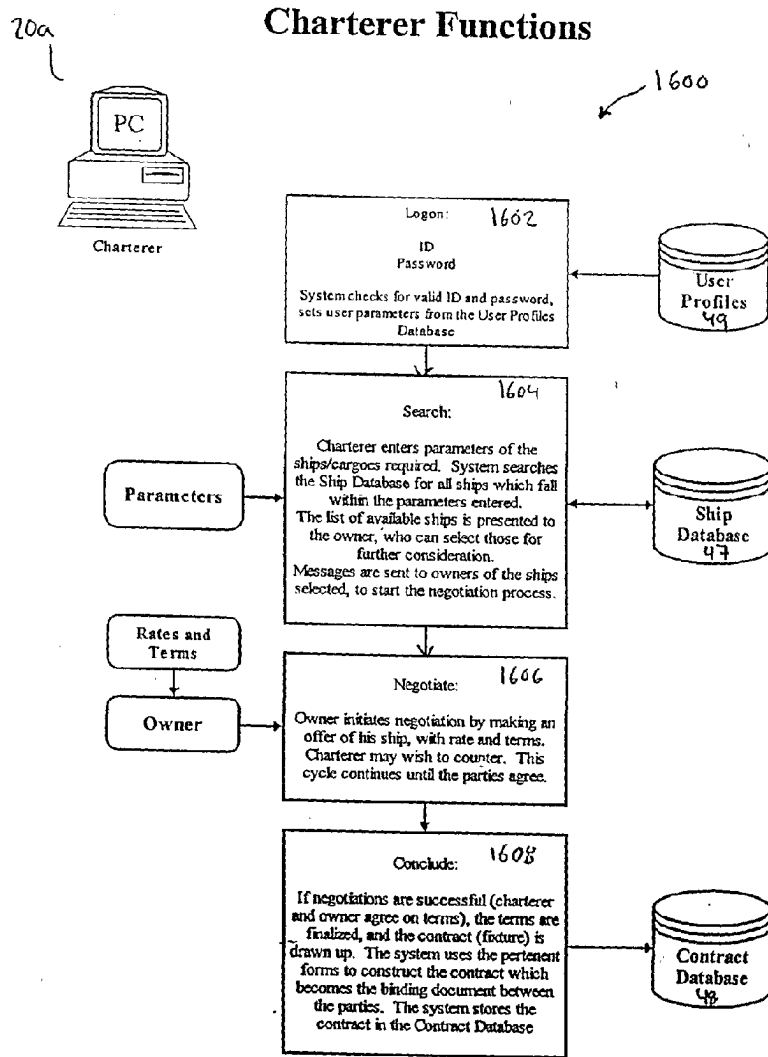 20a
Charterer Functions
1600
PC
Charterer
Logon: 1602
ID
Password
System checks for valid ID and password,
sets user parameters from the User Profiles
Database
User
Profiles
49
1604
Search:
Charterer enters parameters of the
ships/cargoes required. System searches
the Ship Database for all ships which fall
within the parameters entered.
The list of available ships is presented to
the owner, who can select those for
further consideration.
Messages are sent to owners of the ships
selected, to start the negotiation process.
Parameters
Ship
Database
47
Rates and
Terms
Owner
Negotiate: 1606
Owner initiates negotiation by making an
offer of his ship, with rate and terms.
Charterer may wish to counter. This
cycle continues until the parties agree.
Conclude: 1608
If negotiations are successful (charterer
and owner agree on terms), the terms are
finalized, and the contract (fixture) is
drawn up. The system uses the pertenent
forms to construct the contract which
becomes the binding document between
the parties. The system stores the
contract in the Contract Database
Contract
Database
48